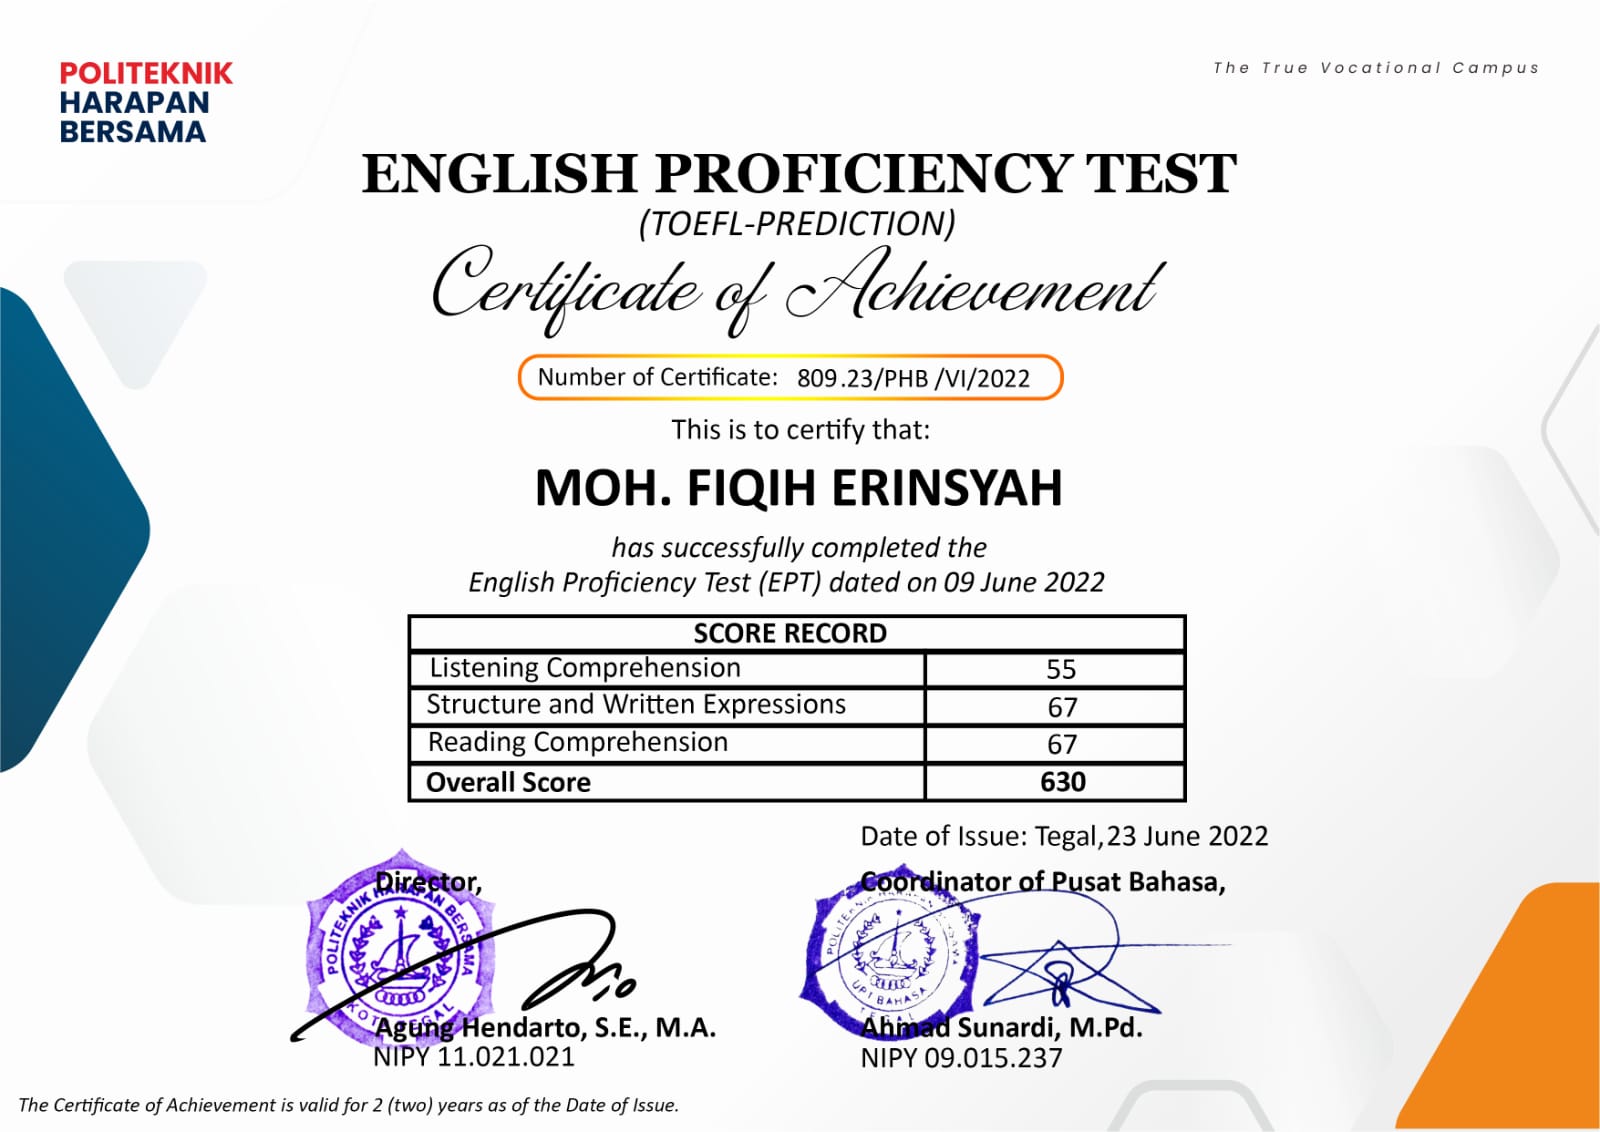 POLITEKNIK
HARAPAN
BERSAMA
The True Vocational Campus
ENGLISH PROFICIENCY TEST
(TOEFL-PREDICTION)
Certificate of Achievement
Number of Certificate: 809.23/PHB /VI/2022
This is to certify that:
MOH. FIQIH ERINSYAH
has successfully completed the
English Proficiency Test (EPT) dated on 09 June 2022
SCORE RECORD
Listening Comprehension 55
Structure and Written Expressions 67
Reading Comprehension 67
Overall Score 630
Date of Issue: Tegal,23 June 2022
Director,
Coordinator of Pusat Bahasa,
POLITEKNIK HARAPAN BERSAMA
KOTA TEGAL
POLITEKNIK HARAPAN BERSAMA
UPT BAHASA
TEGAL
Agung Hendarto, S.E., M.A.
NIPY 11.021.021
Ahmad Sunardi, M.Pd.
NIPY 09.015.237
The Certificate of Achievement is valid for 2 (two) years as of the Date of Issue.